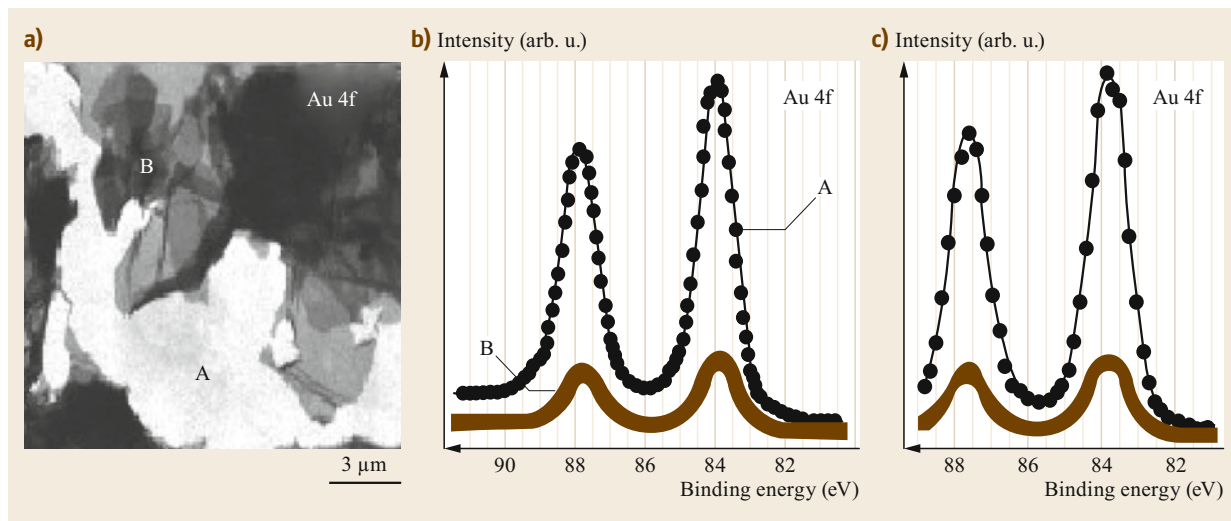 a)
Au 4f
B
A
3 µm
b) Intensity (arb. u.)
Au 4f
A
B
90 88 86 84 82
Binding energy (eV)
c) Intensity (arb. u.)
Au 4f
88 86 84 82
Binding energy (eV)